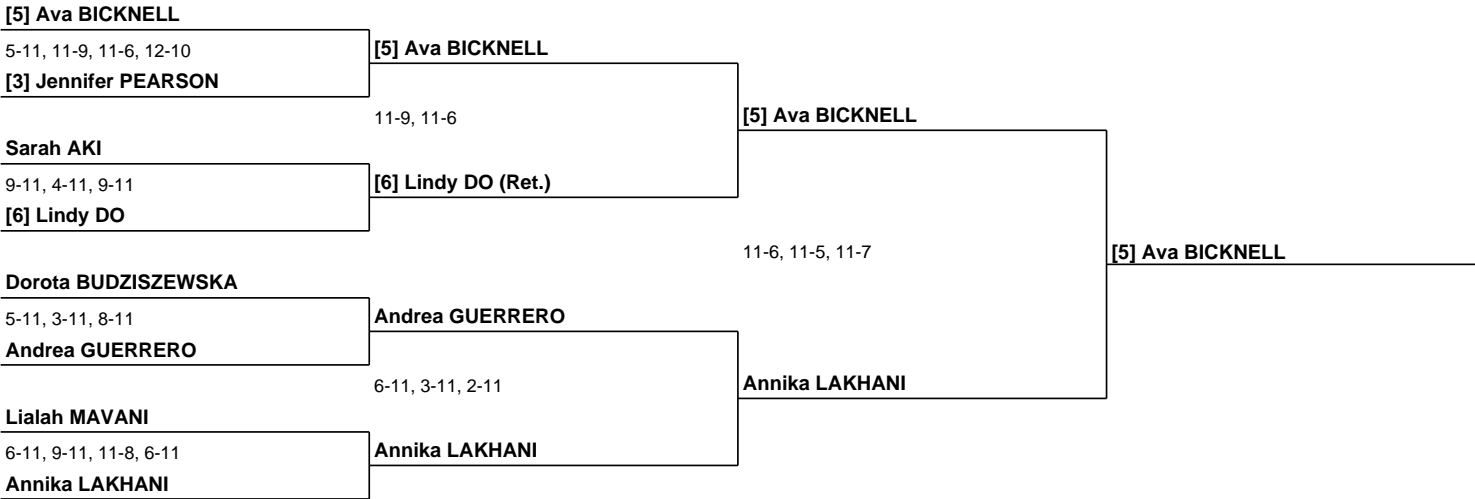 [5] Ava BICKNELL
5-11, 11-9, 11-6, 12-10
[3] Jennifer PEARSON
Sarah AKI
9-11, 4-11, 9-11
[6] Lindy DO
Dorota BUDZISZEWSKA
5-11, 3-11, 8-11
Andrea GUERRERO
Lialah MAVANI
6-11, 9-11, 11-8, 6-11
Annika LAKHANI
[5] Ava BICKNELL
11-9, 11-6
[6] Lindy DO (Ret.)
Andrea GUERRERO
6-11, 3-11, 2-11
Annika LAKHANI
[5] Ava BICKNELL
11-6, 11-5, 11-7
Annika LAKHANI
[5] Ava BICKNELL